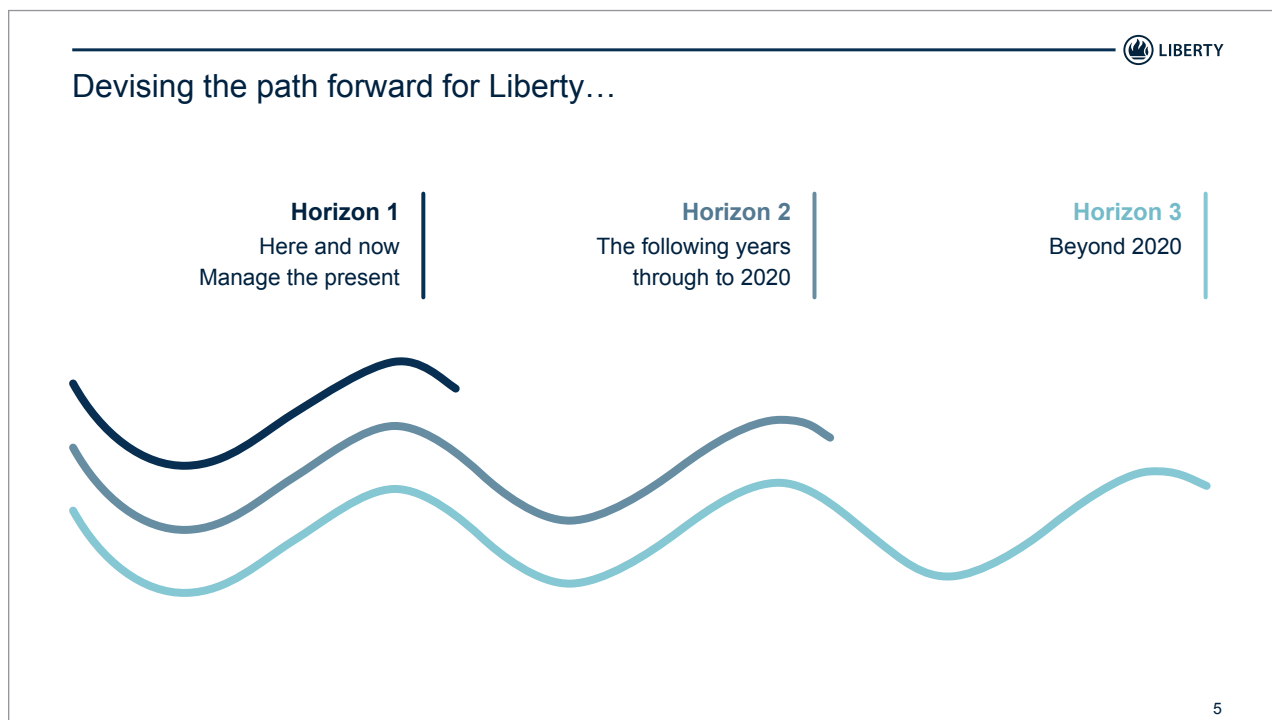 LIBERTY
Devising the path forward for Liberty…
Horizon 1
Here and now
Manage the present
Horizon 2
The following years
through to 2020
Horizon 3
Beyond 2020
5